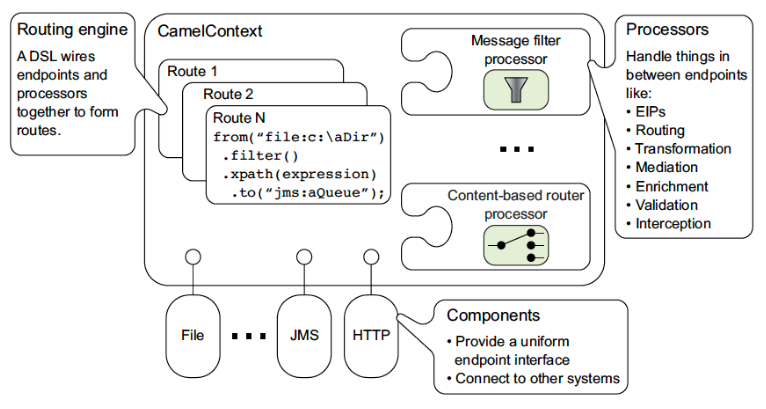 Routing engine
A DSL wires
endpoints and
processors
together to form
routes.
CamelContext
Route 1
Route 2
Route N
from(“file:c:\aDir”)
.filter()
.xpath(expression)
.to(“jms:aQueue”);
Message filter
processor
Content-based router
processor
Processors
Handle things in
between endpoints
like:
• EIPs
• Routing
• Transformation
• Mediation
• Enrichment
• Validation
• Interception
File
JMS
HTTP
Components
• Provide a uniform
endpoint interface
• Connect to other systems